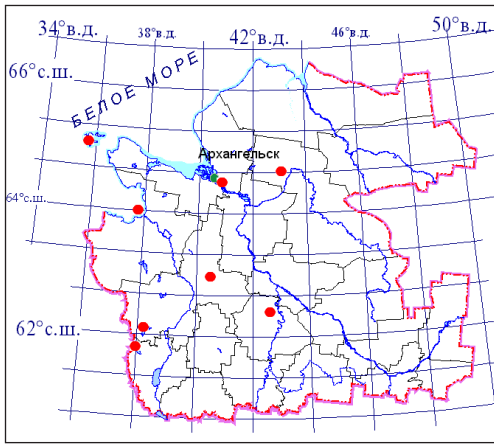 34°в.д.
38°в.д.
42°в.д.
46°в.д.
50°в.д.
66°с.ш.
БЕЛОЕ МОРЕ
Архангельск
64°с.ш.
62°с.ш.